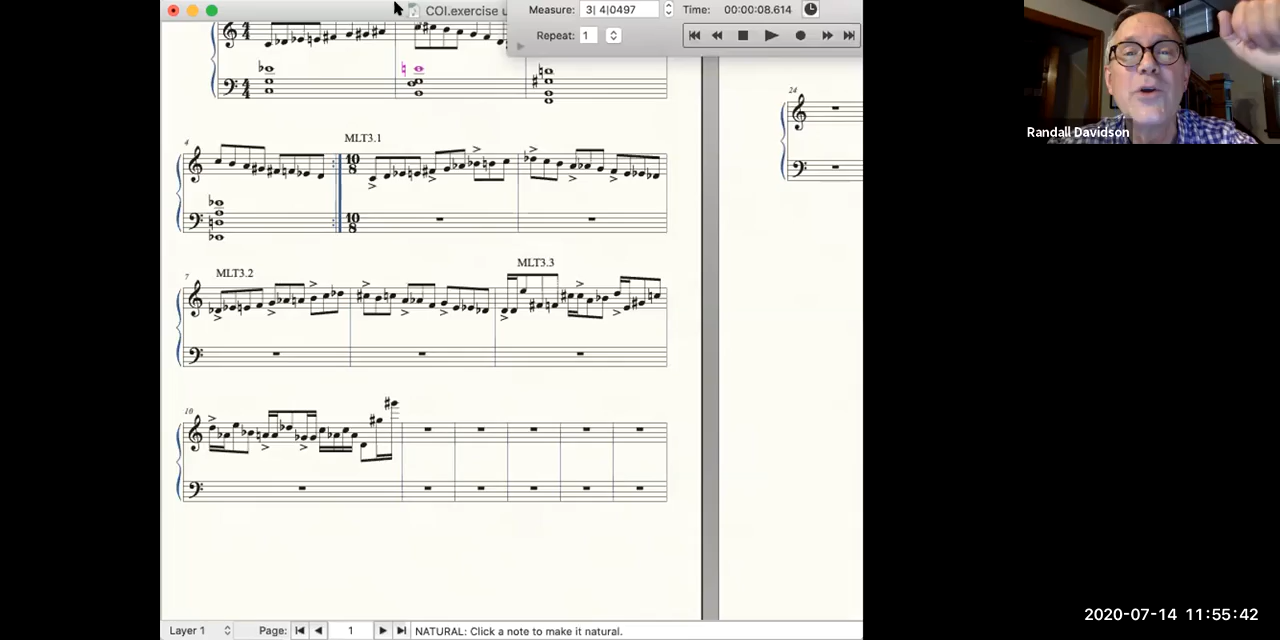 COI.exercise u
Measure: 3| 4|0497 Time: 00:00:08.614
Repeat: 1
Randall Davidson
4 4
24
4 MLT3.1
10 8
10 8
7 MLT3.2 MLT3.3
10
Layer 1 Page: 1 NATURAL: Click a note to make it natural.
2020-07-14 11:55:42